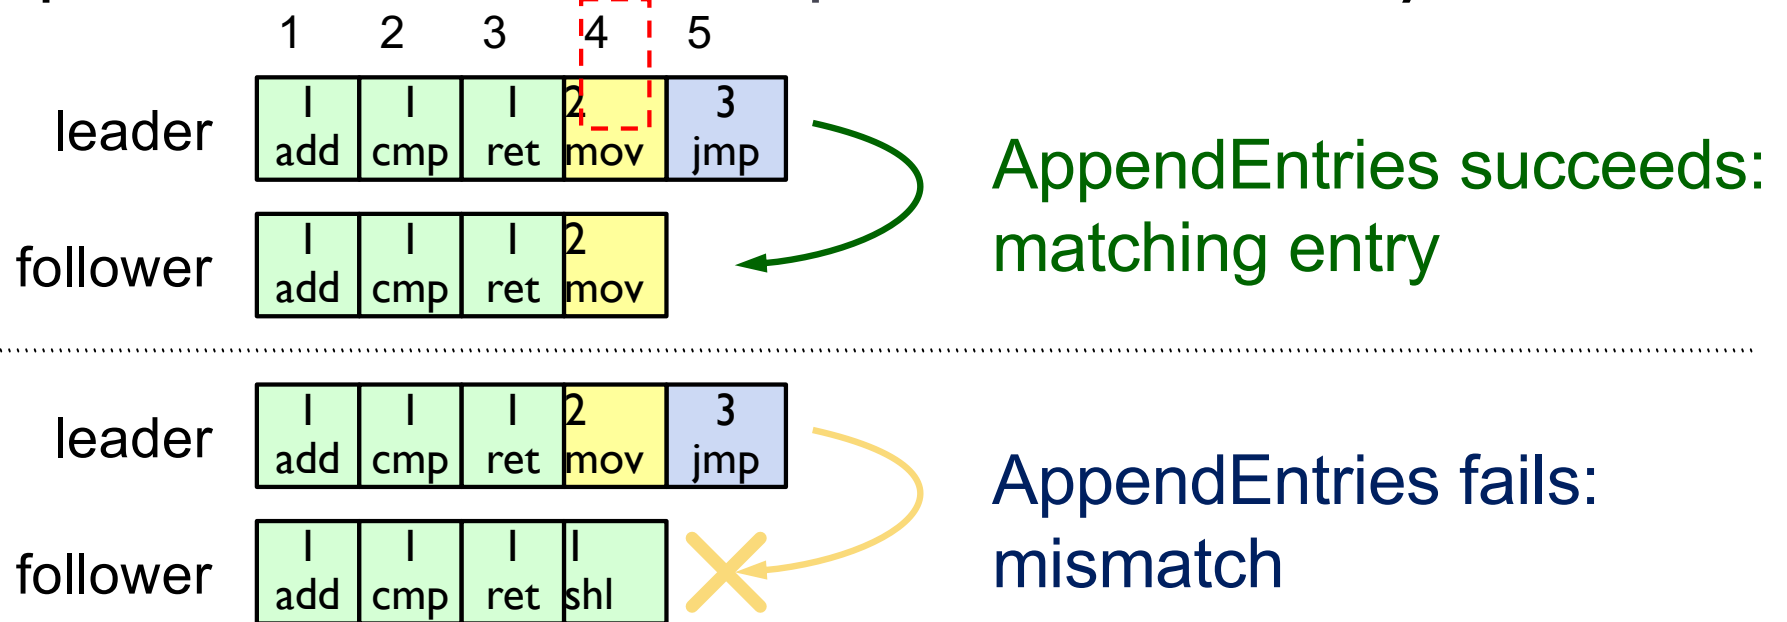 1 2 3 4 5
leader
1 1 1 2 3
add cmp ret mov jmp
AppendEntries succeeds:
matching entry
follower
1 1 1 2
add cmp ret mov
leader
1 1 1 2 3
add cmp ret mov jmp
AppendEntries fails:
mismatch
follower
1 1 1 1
add cmp ret shl